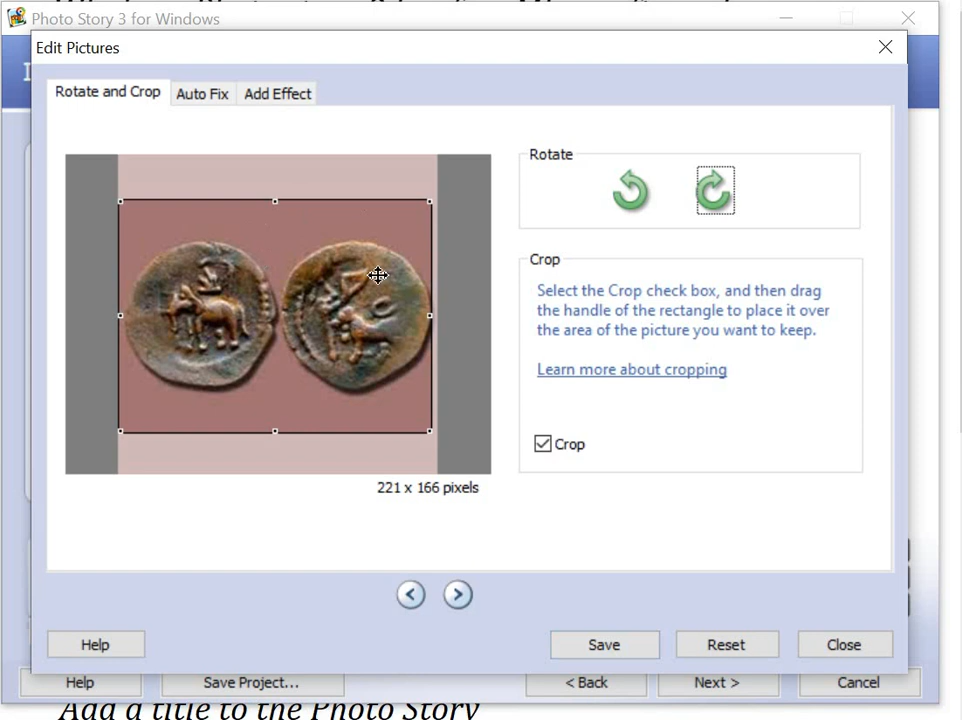 Photo Story 3 for Windows
Edit Pictures
Rotate and Crop
Auto Fix
Add Effect
Rotate
Crop
Select the Crop check box, and then drag
the handle of the rectangle to place it over
the area of the picture you want to keep.
Learn more about cropping
Crop
221 x 166 pixels
Help
Save
Reset
Close
Help
Save Project...
< Back
Next >
Cancel
Add a title to the Photo Story